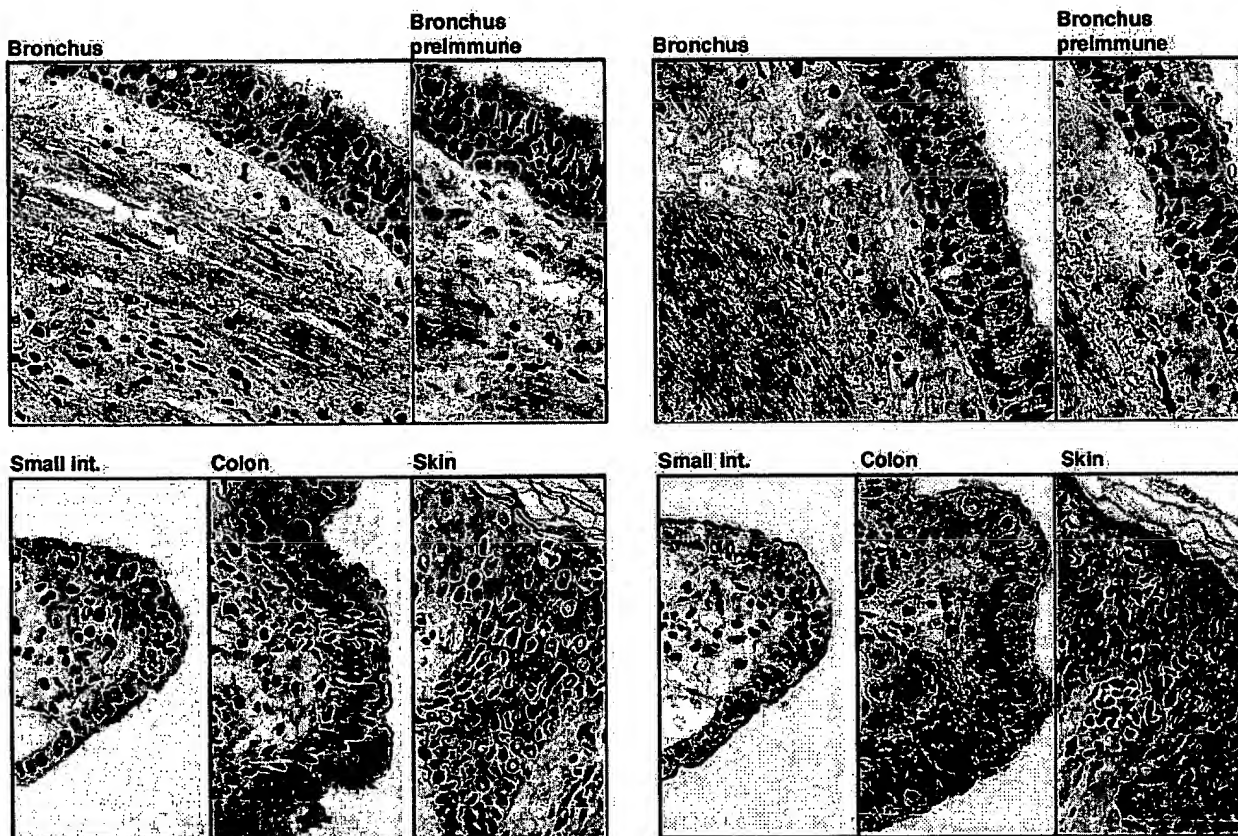 Bronchus
Bronchus
preimmune
Bronchus
Bronchus
preimmune
Small int.
Colon
Skin
Small int.
Colon
Skin